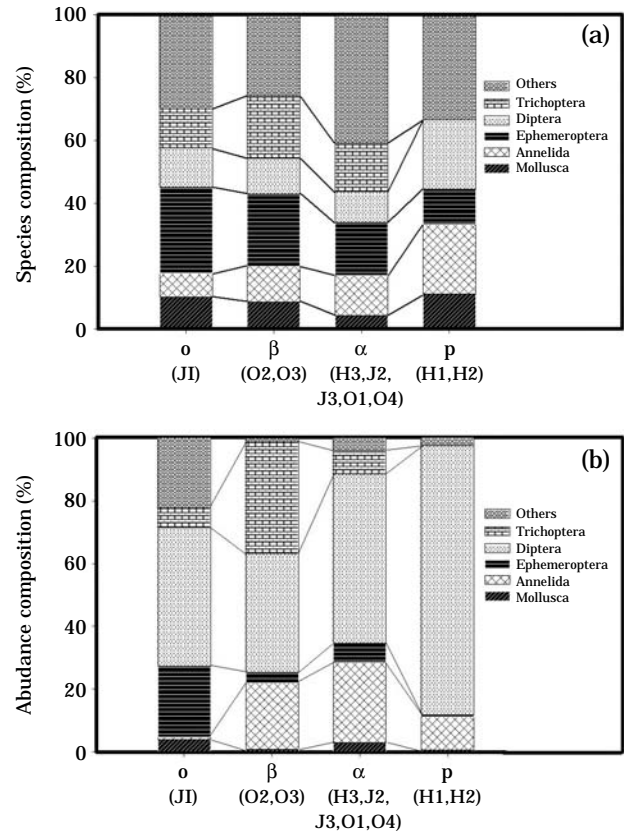 (a)
Species composition (%)
100
80
60
40
20
0
Others
Trichoptera
Diptera
Ephemeroptera
Annelida
Mollusca
o β α p
(JI) (O2,O3) (H3,J2, (H1,H2)
J3,O1,O4)
(b)
Abudance composition (%)
100
80
60
40
20
0
Others
Trichoptera
Diptera
Ephemeroptera
Annelida
Mollusca
o β α p
(JI) (O2,O3) (H3,J2, (H1,H2)
J3,O1,O4)